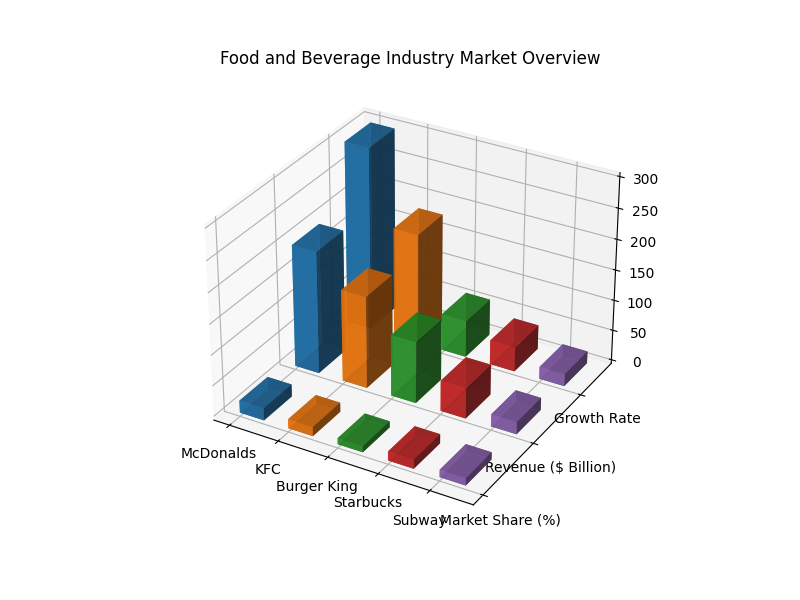 Food and Beverage Industry Market Overview
300
250
200
150
100
50
0
Growth Rate
Revenue ($ Billion)
Market Share (%)
McDonalds
KFC
Burger King
Starbucks
Subway